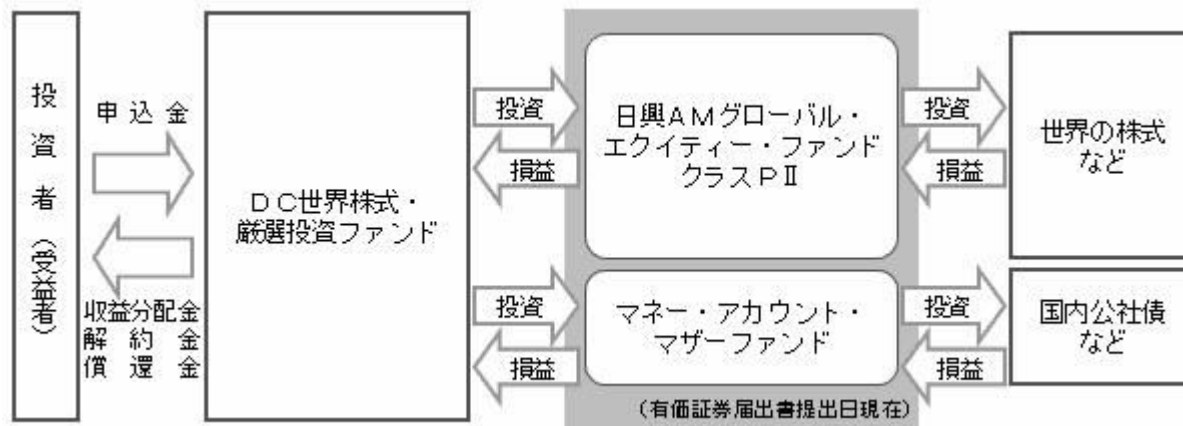 投資者（受益者）
申込金
収益分配金
解約金
償還金
ＤＣ世界株式・
厳選投資ファンド
投資
損益
投資
損益
日興ＡＭグローバル・
エクイティー・ファンド
クラスＰⅡ
マネー・アカウント・
マザーファンド
（有価証券届出書提出日現在）
投資
損益
投資
損益
世界の株式
など
国内公社債
など